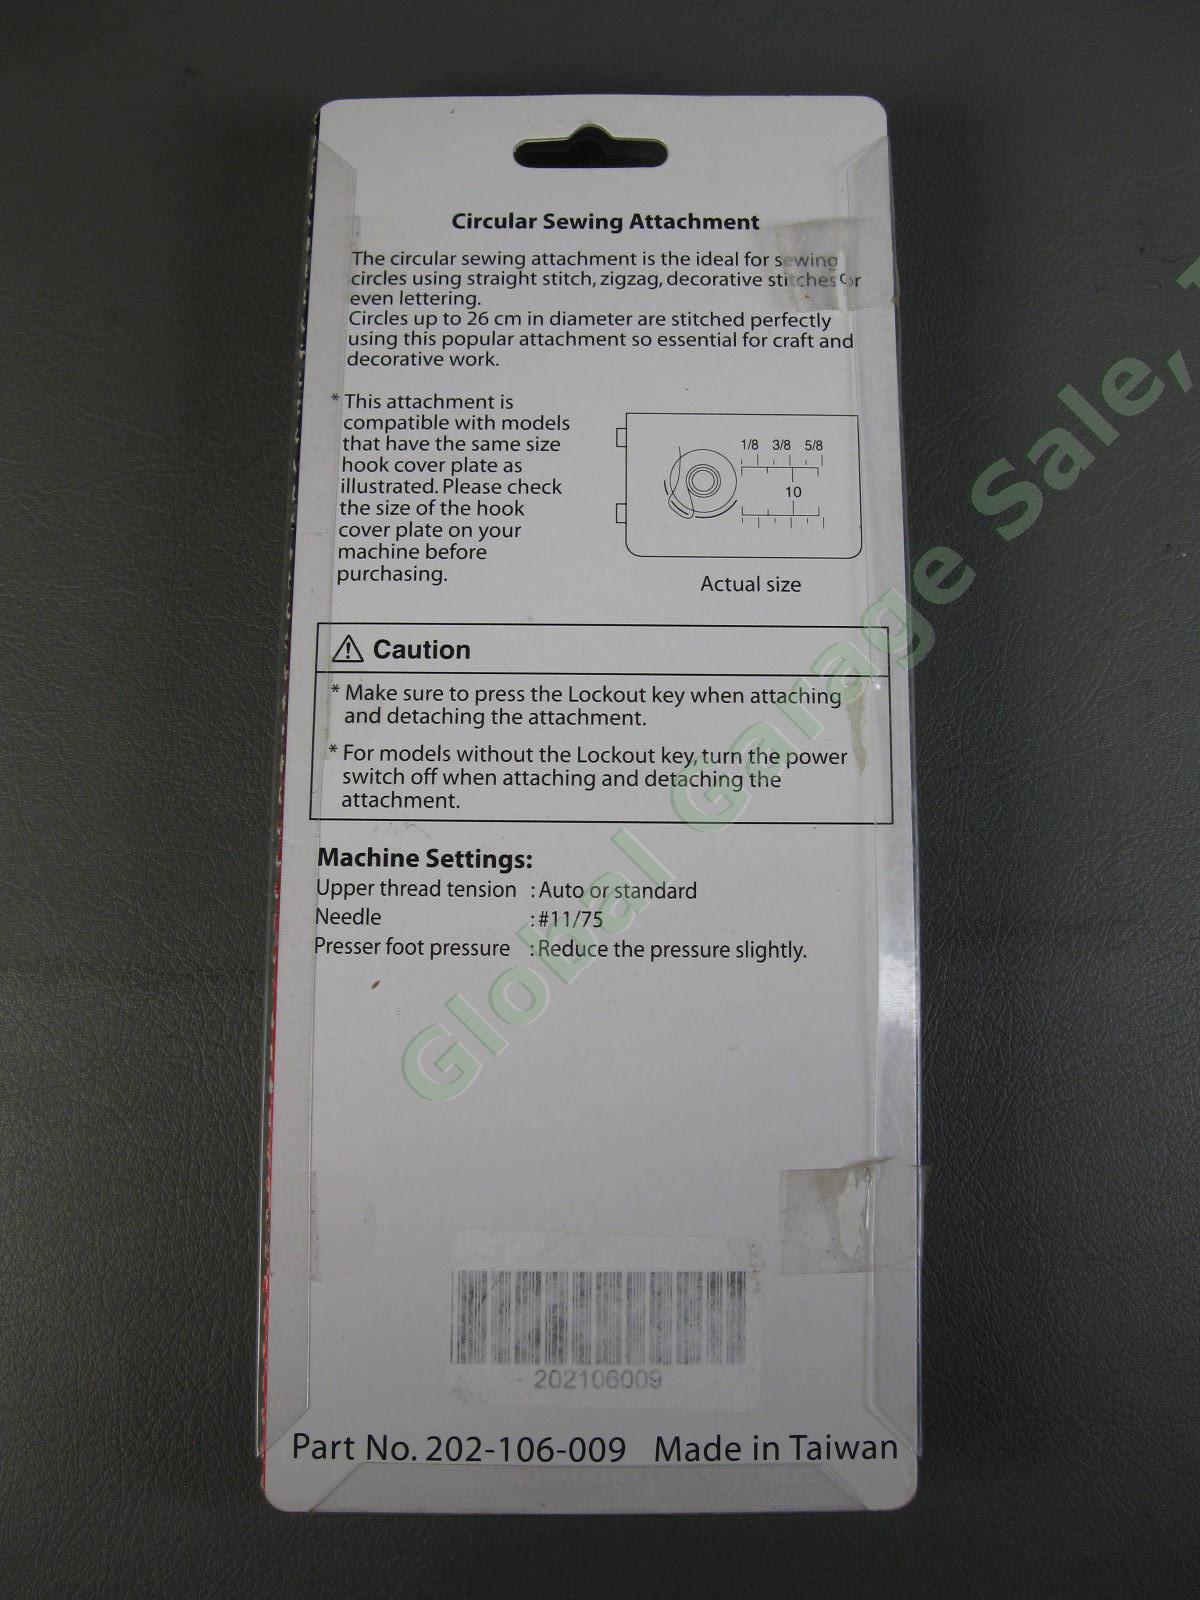 Circular Sewing Attachment
The circular sewing attachment is the ideal for sewing
circles using straight stitch, zigzag, decorative stitches or
even lettering.
Circles up to 26 cm in diameter are stitched perfectly
using this popular attachment so essential for craft and
decorative work.
* This attachment is
compatible with models
that have the same size
hook cover plate as
illustrated. Please check
the size of the hook
cover plate on your
machine before
purchasing.
1/8 3/8 5/8
10
Actual size
Caution
* Make sure to press the Lockout key when attaching
and detaching the attachment.
* For models without the Lockout key, turn the power
switch off when attaching and detaching the
attachment.
Machine Settings:
Upper thread tension : Auto or standard
Needle : #11/75
Presser foot pressure : Reduce the pressure slightly.
202106009
Part No. 202-106-009 Made in Taiwan
Global Garage Sale,